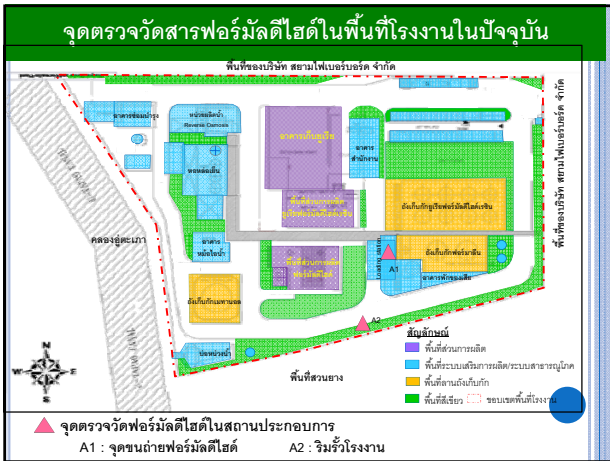 จุดตรวจวัดสารฟอร์มัลดีไฮด์ในพื้นที่โรงงานในปัจจุบัน
พื้นที่ของบริษัท สยามไฟเบอร์บอร์ด จำกัด
อาคารซ่อมบำรุง
หน่วยผลิตน้ำ
Reverse Osmosis
อาคารเก็บยูเรีย
อาคาร
สำนักงาน
หอหล่อเย็น
พื้นที่ของบริษัท สยามไฟเบอร์บอร์ด จำกัด
คลองอู่ตะเภา
พื้นที่ส่วนการผลิต
ยูเรียฟอร์มัลดีไฮด์เรซิน
ถังเก็บกักยูเรียฟอร์มัลดีไฮด์เรซิน
อาคาร
หม้อไอน้ำ
พื้นที่ส่วนการผลิต
ฟอร์มัลดีไฮด์
Loading station
A1
ถังเก็บกักฟอร์มาลีน
อาคารพักของเสีย
ถังเก็บกักเมทานอล
A2
บ่อหน่วงน้ำ
พื้นที่สวนยาง
N
W
E
S
สัญลักษณ์
พื้นที่ส่วนการผลิต
พื้นที่ระบบเสริมการผลิต/ระบบสาธารณูโภค
พื้นที่ลานถังเก็บกัก
พื้นที่สีเขียว
ขอบเขตพื้นที่โรงงาน
จุดตรวจวัดฟอร์มัลดีไฮด์ในสถานประกอบการ
A1 : จุดขนถ่ายฟอร์มัลดีไฮด์ A2 : ริมรั้วโรงงาน